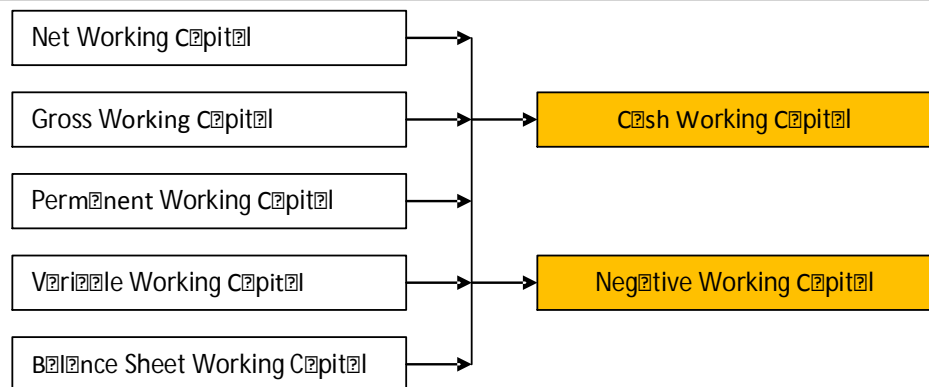 Net Working C⍰pit⍰l
Gross Working C⍰pit⍰l
Perm⍰nent Working C⍰pit⍰l
V⍰ri⍰⍰le Working C⍰pit⍰l
B⍰l⍰nce Sheet Working C⍰pit⍰l
C⍰sh Working C⍰pit⍰l
Neg⍰tive Working C⍰pit⍰l